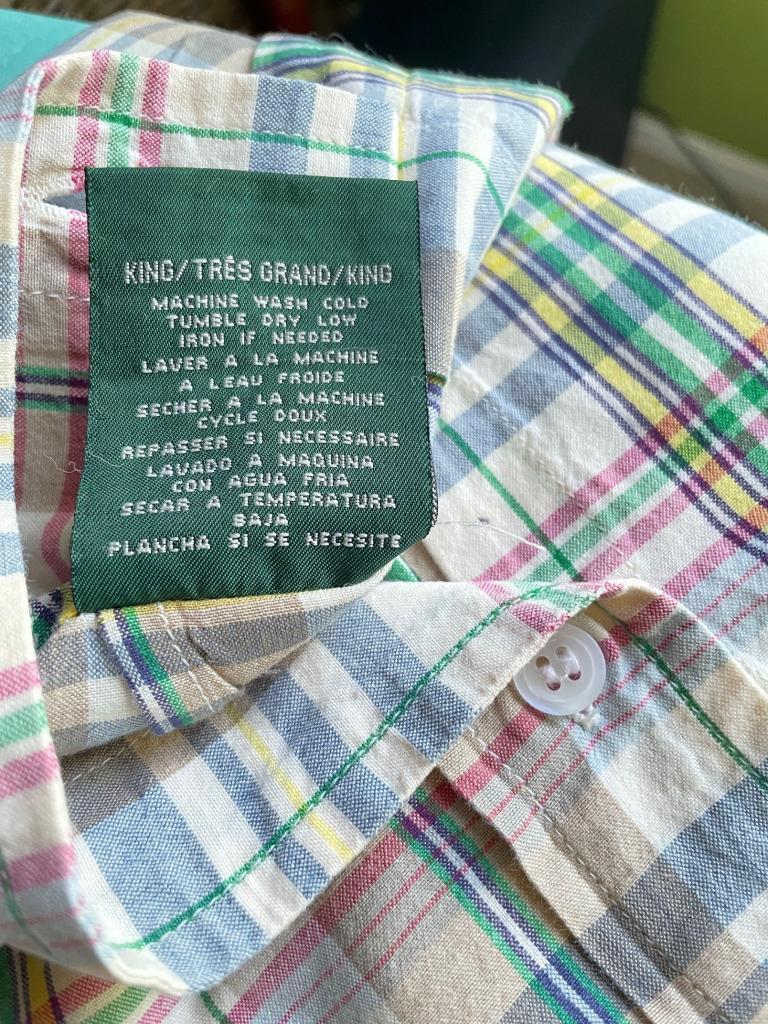 KING/TRÈS GRAND/KING
MACHINE WASH COLD
TUMBLE DRY LOW
IRON IF NEEDED
LAVER A LA MACHINE
A LEAU FROIDE
SECHER A LA MACHINE
CYCLE DOUX
REPASSER SI NECESSAIRE
LAVADO A MAQUINA
CON AGUA FRIA
SECAR A TEMPERATURA
BAJA
PLANCHA SI SE NECESITE